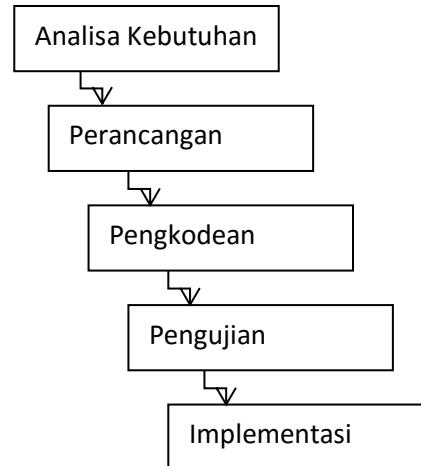 Analisa Kebutuhan
Perancangan
Pengkodean
Pengujian
Implementasi